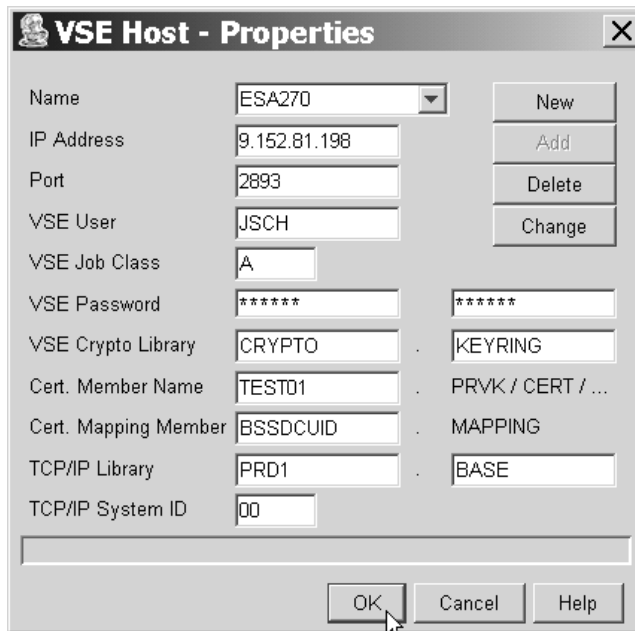 VSE Host - Properties
Name ESA270 New
IP Address 9.152.81.198 Add
Port 2893 Delete
VSE User JSCH Change
VSE Job Class A
VSE Password ****** ******
VSE Crypto Library CRYPTO . KEYRING
Cert. Member Name TEST01 . PRVK / CERT / ...
Cert. Mapping Member BSSDCUID . MAPPING
TCP/IP Library PRD1 . BASE
TCP/IP System ID 00
OK Cancel Help